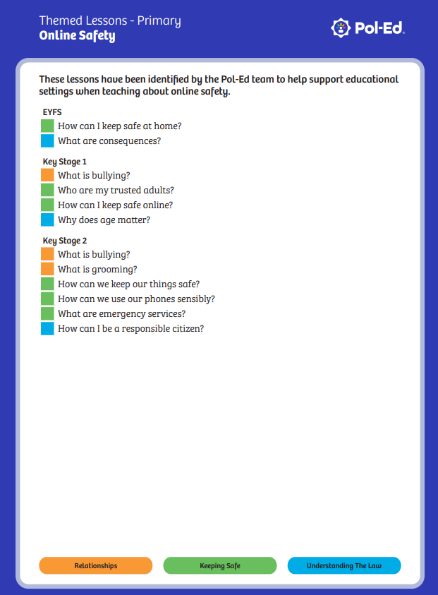 Themed Lessons - Primary
Online Safety
Pol-Ed.
These lessons have been identified by the Pol-Ed team to help support educational
settings when teaching about online safety.
EYFS
How can I keep safe at home?
What are consequences?
Key Stage 1
What is bullying?
Who are my trusted adults?
How can I keep safe online?
Why does age matter?
Key Stage 2
What is bullying?
What is grooming?
How can we keep our things safe?
How can we use our phones sensibly?
What are emergency services?
How can I be a responsible citizen?
Relationships
Keeping Safe
Understanding The Law